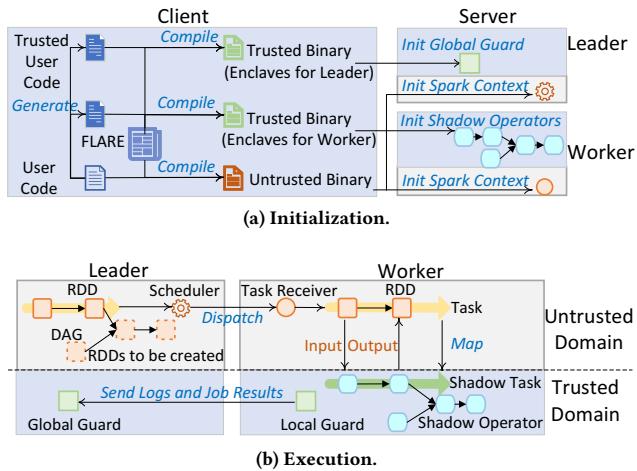 Client
Server
Trusted
User
Code
Compile
Trusted Binary
(Enclaves for Leader)
Init Global Guard
Leader
Init Spark Context
Generate
Compile
FLARE
Trusted Binary
(Enclaves for Worker)
Init Shadow Operators
Worker
User
Code
Compile
Untrusted Binary
Init Spark Context
(a) Initialization.
Leader
Worker
RDD
Scheduler
Task Receiver
RDD
Task
Dispatch
DAG
RDDs to be created
Input Output
Map
Untrusted
Domain
Send Logs and Job Results
Shadow Task
Trusted
Domain
Global Guard
Local Guard
Shadow Operator
(b) Execution.